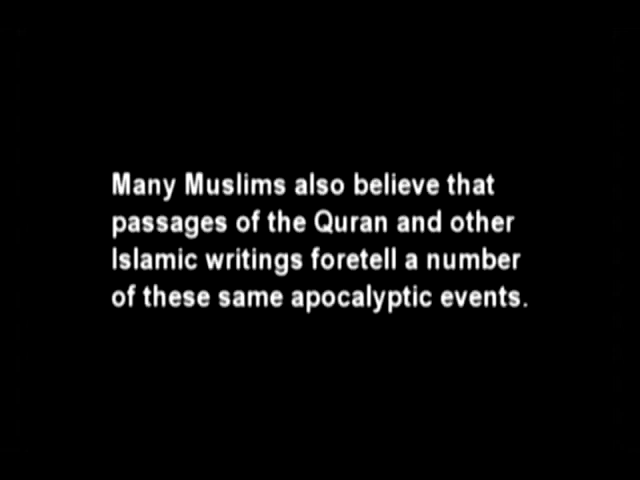 Many Muslims also believe that
passages of the Quran and other
Islamic writings foretell a number
of these same apocalyptic events.